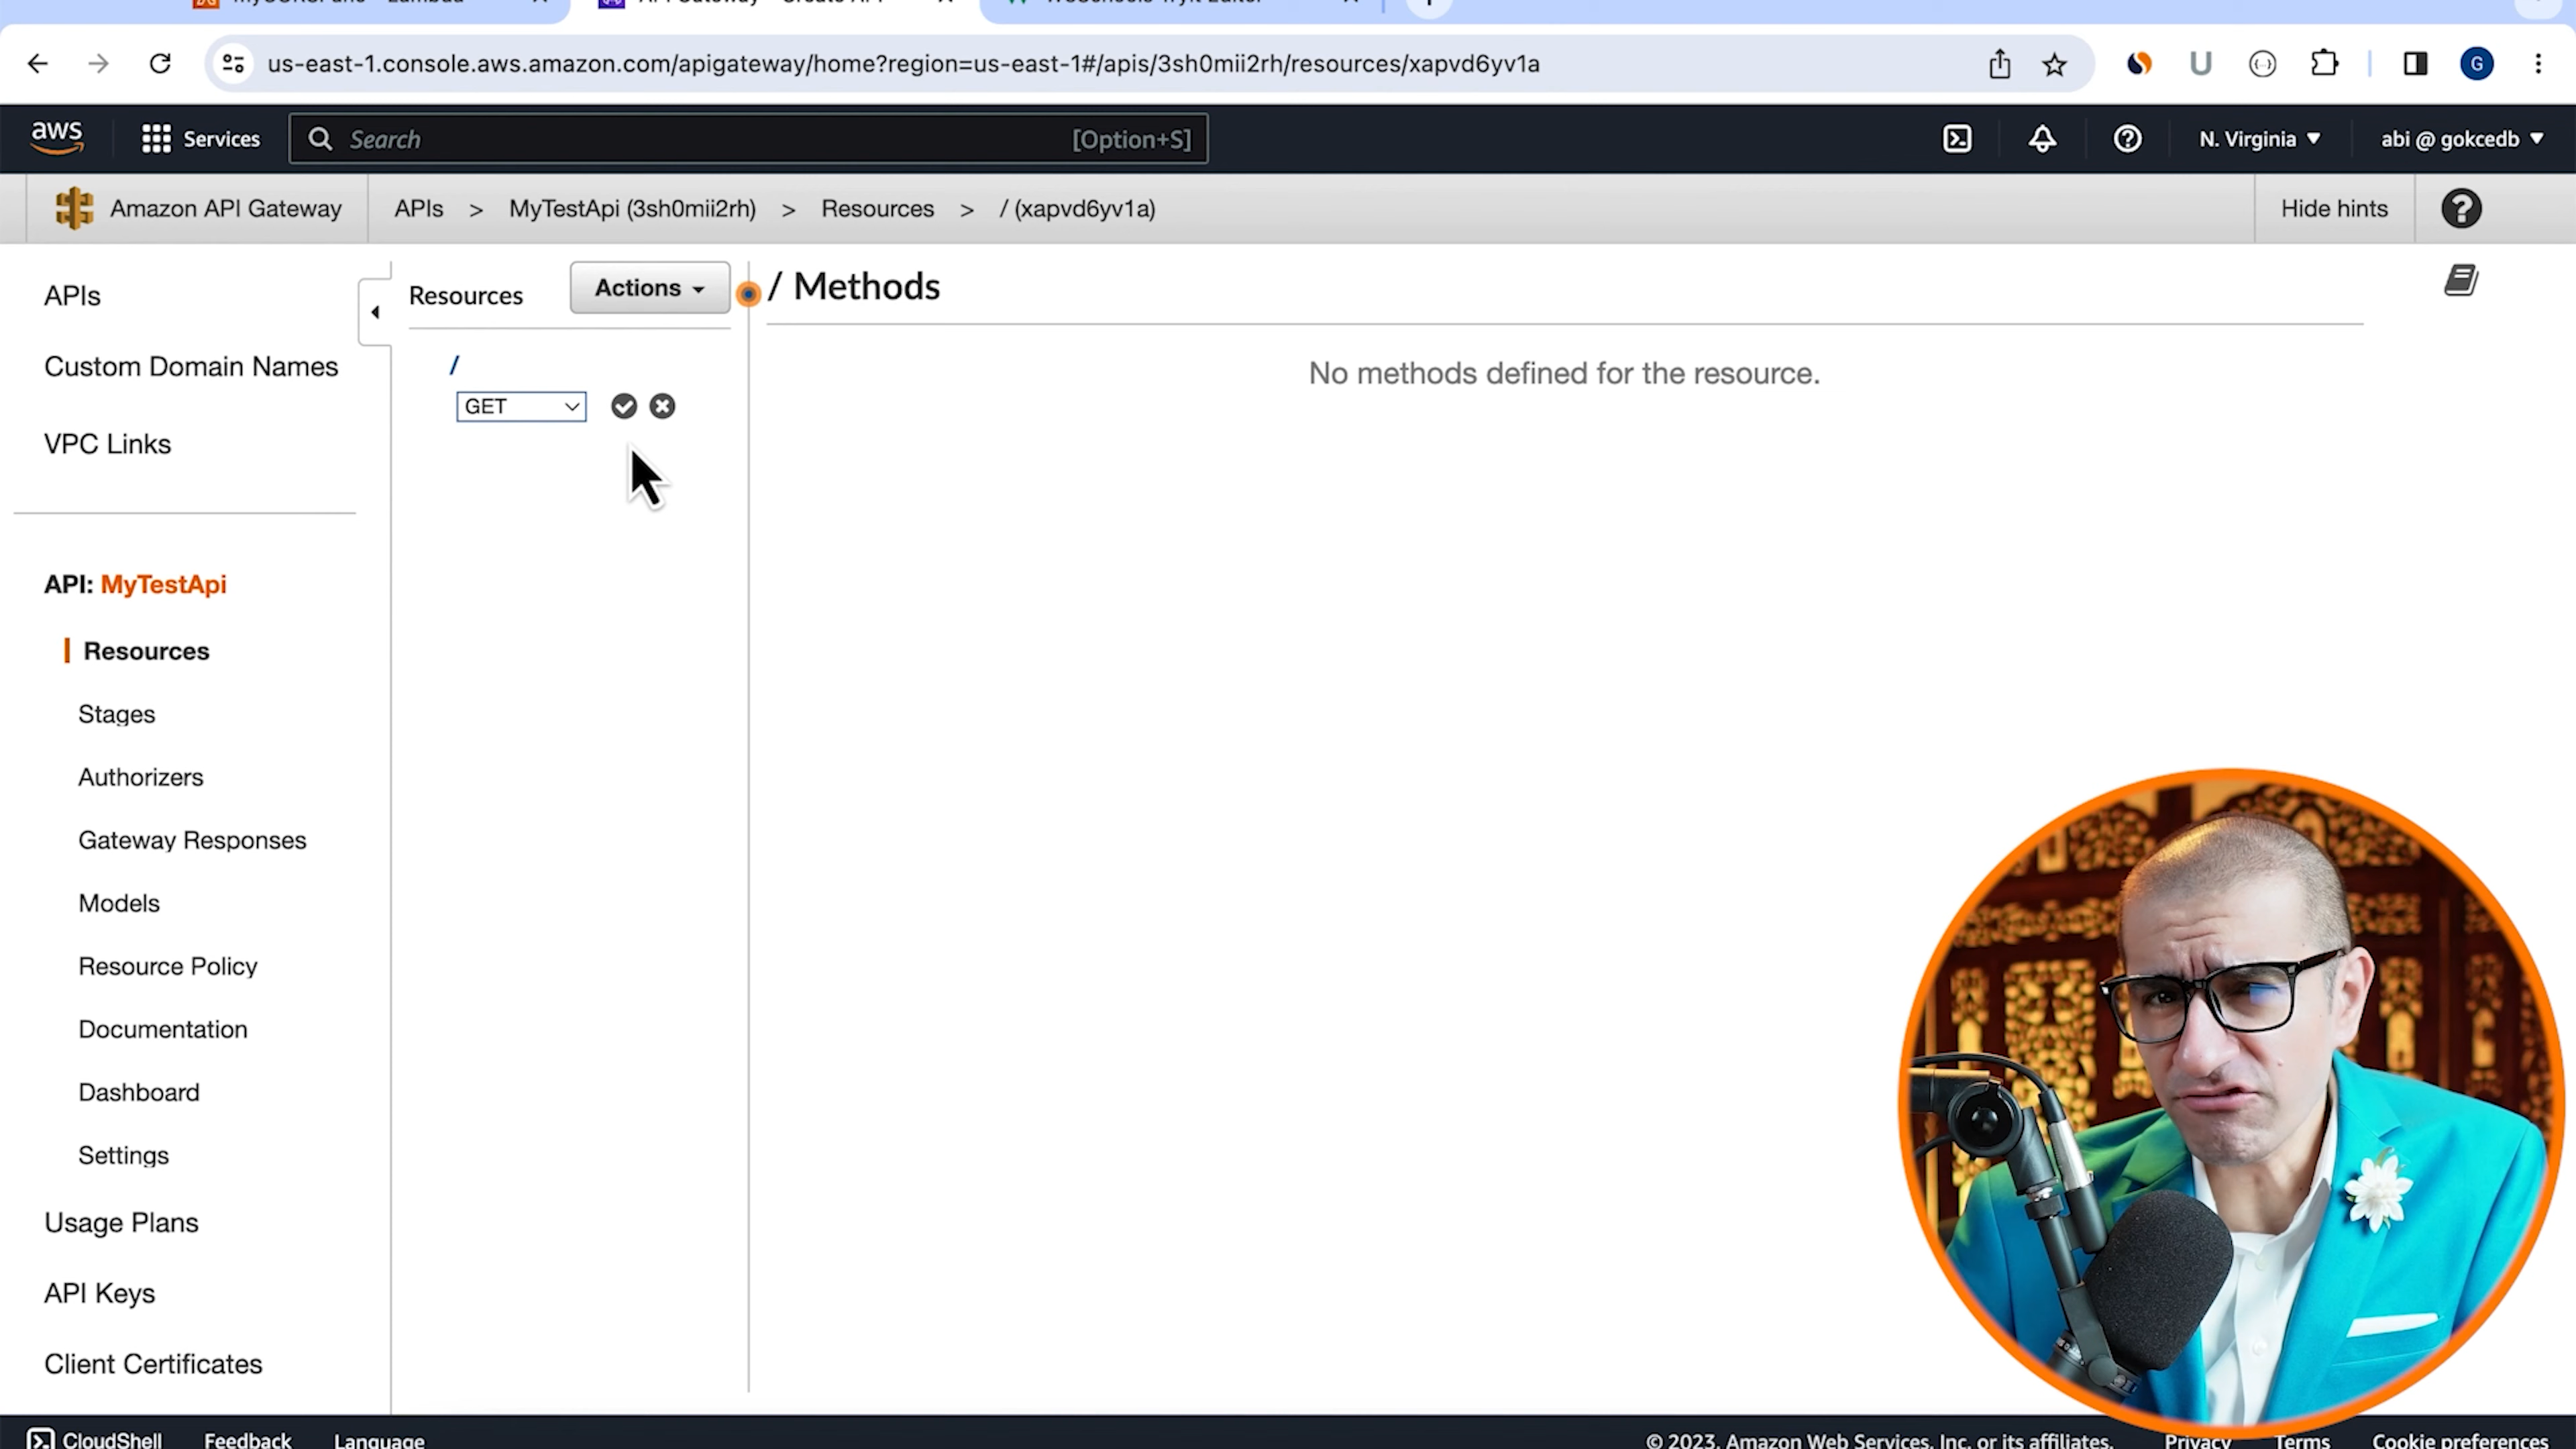 us-east-1.console.aws.amazon.com/apigateway/home?region=us-east-1#/apis/3sh0mii2rh/resources/xapvd6yv1a
G
aws
Services
Search
[Option+S]
N. Virginia
abi @ gokcedb
Amazon API Gateway
APIs > MyTestApi (3sh0mii2rh) > Resources > / (xapvd6yv1a)
Hide hints
APIs
Custom Domain Names
VPC Links
API: MyTestApi
Resources
Stages
Authorizers
Gateway Responses
Models
Resource Policy
Documentation
Dashboard
Settings
Usage Plans
API Keys
Client Certificates
Resources
Actions
/
GET
/ Methods
No methods defined for the resource.
CloudShell
Feedback
Language
© 2023, Amazon Web Services, Inc. or its affiliates.
Privacy
Terms
Cookie preferences